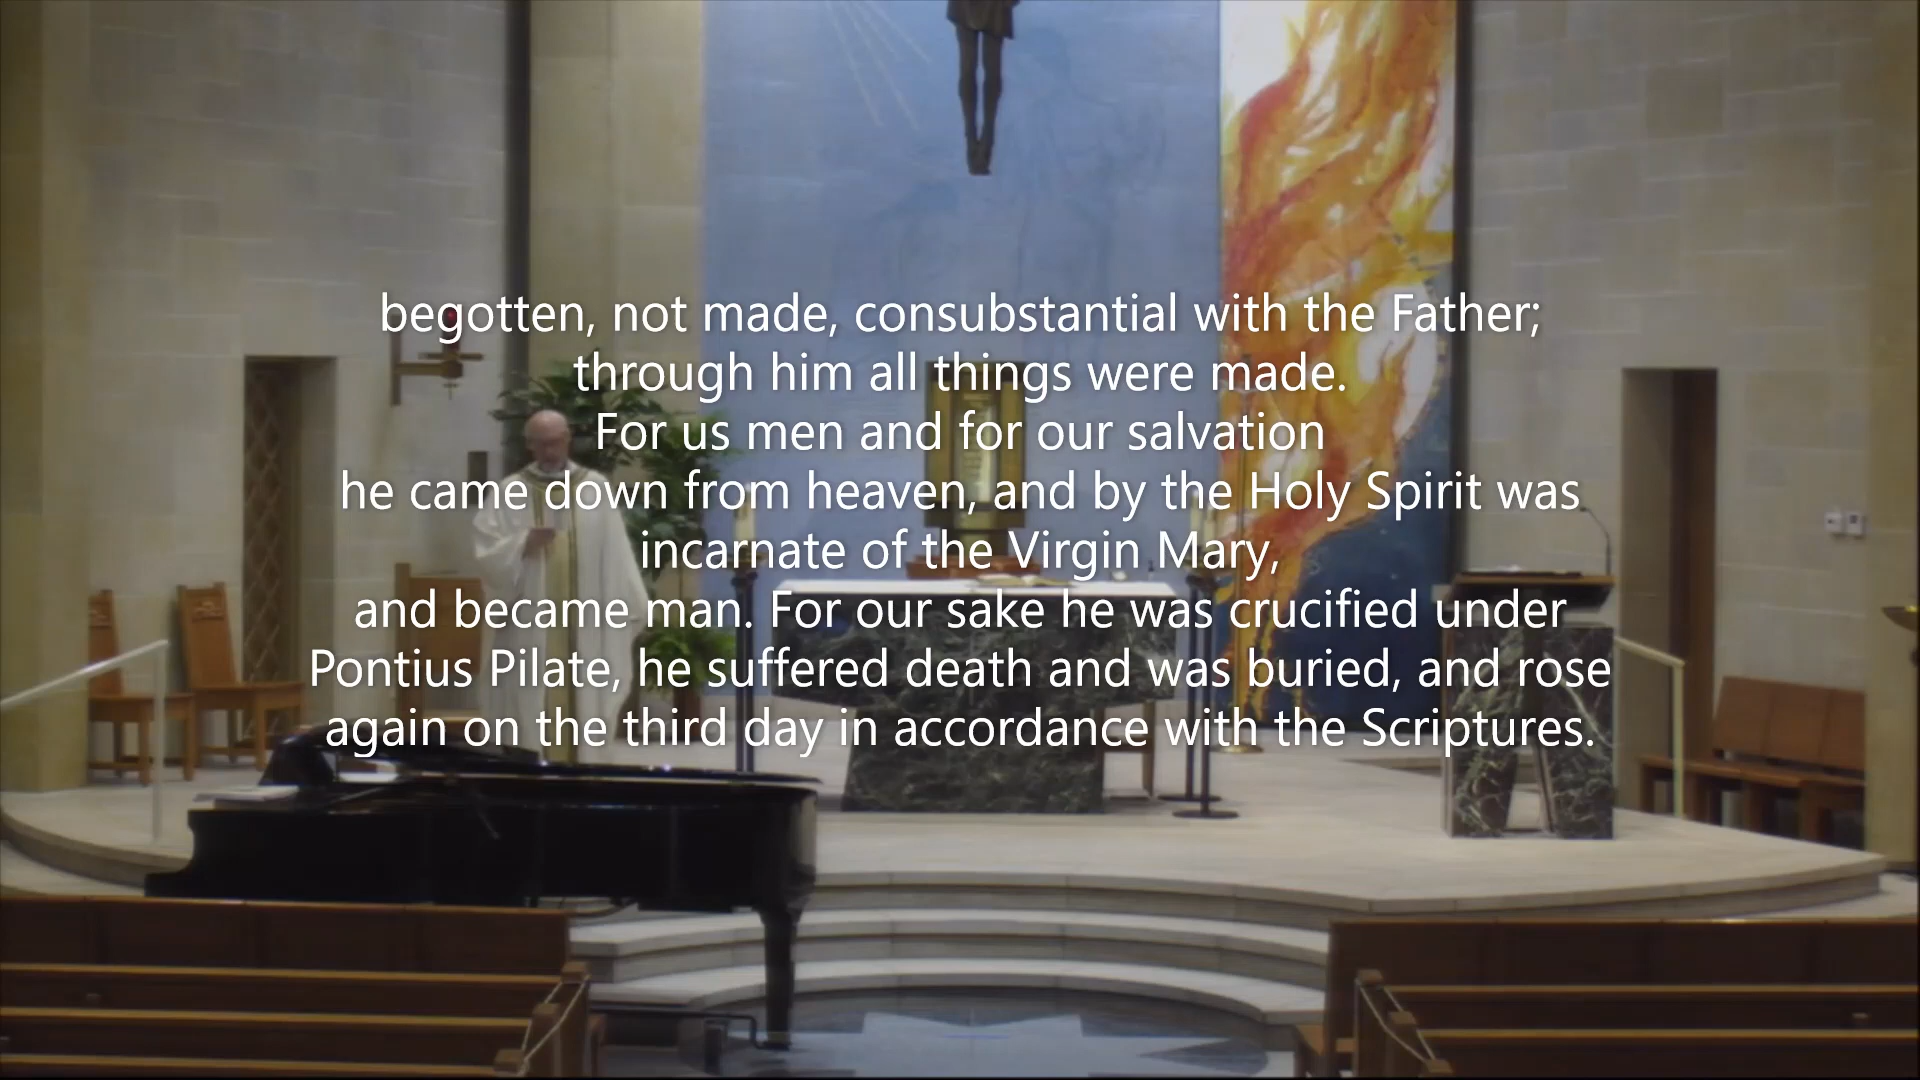 begotten, not made, consubstantial with the Father;
through him all things were made.
For us men and for our salvation
he came down from heaven, and by the Holy Spirit was
incarnate of the Virgin Mary,
and became man. For our sake he was crucified under
Pontius Pilate, he suffered death and was buried, and rose
again on the third day in accordance with the Scriptures.